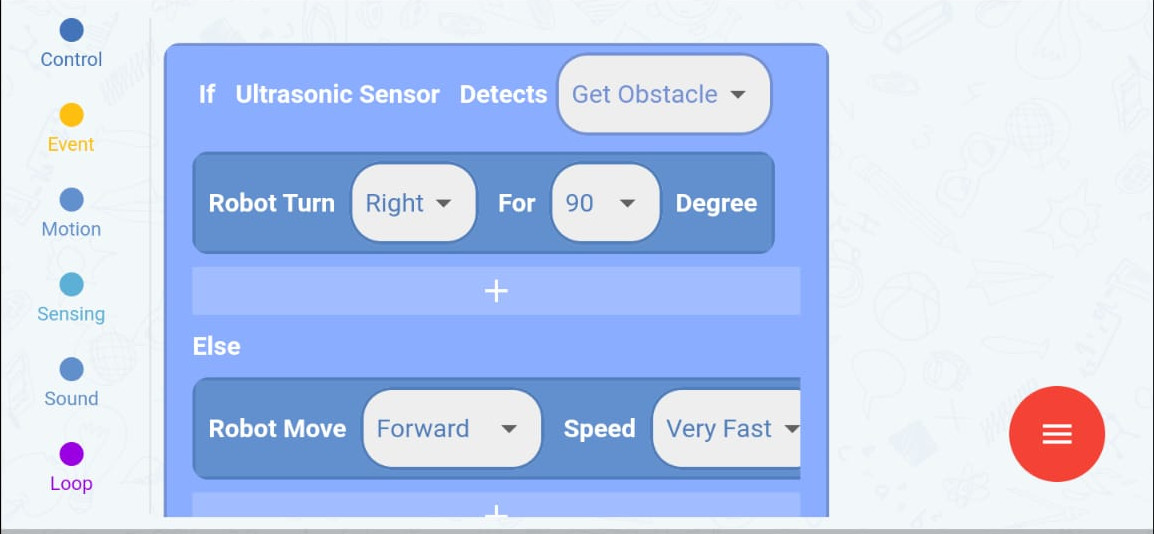 Control
Event
Motion
Sensing
Sound
Loop
If Ultrasonic Sensor Detects Get Obstacle
Robot Turn Right For 90 Degree
+
Else
Robot Move Forward Speed Very Fast
+